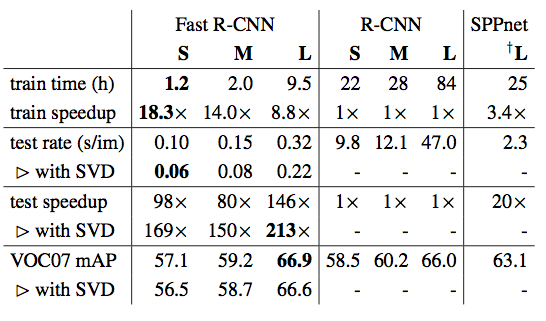 Fast R-CNN R-CNN SPPnet
S M L S M L †L
train time (h) 1.2 2.0 9.5 22 28 84 25
train speedup 18.3× 14.0× 8.8× 1× 1× 1× 3.4×
test rate (s/im) 0.10 0.15 0.32 9.8 12.1 47.0 2.3
▷ with SVD 0.06 0.08 0.22 - - - -
test speedup 98× 80× 146× 1× 1× 1× 20×
▷ with SVD 169× 150× 213× - - - -
VOC07 mAP 57.1 59.2 66.9 58.5 60.2 66.0 63.1
▷ with SVD 56.5 58.7 66.6 - - - -